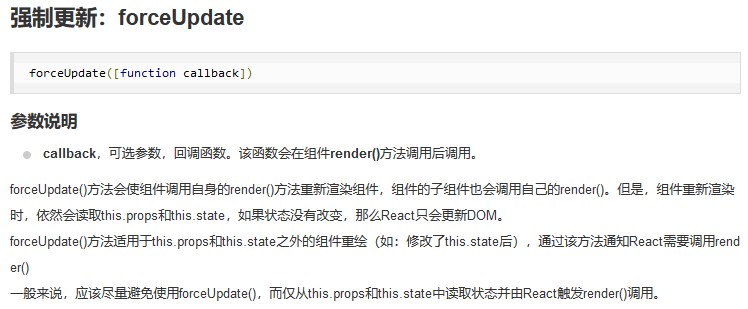 强制更新：forceUpdate
forceUpdate([function callback])
参数说明
callback，可选参数，回调函数。该函数会在组件render()方法调用后调用。
forceUpdate()方法会使组件调用自身的render()方法重新渲染组件，组件的子组件也会调用自己的render()。但是，组件重新渲染
时，依然会读取this.props和this.state，如果状态没有改变，那么React只会更新DOM。
forceUpdate()方法适用于this.props和this.state之外的组件重绘（如：修改了this.state后），通过该方法通知React需要调用rend
er()
一般来说，应该尽量避免使用forceUpdate()，而仅从this.props和this.state中读取状态并由React触发render()调用。